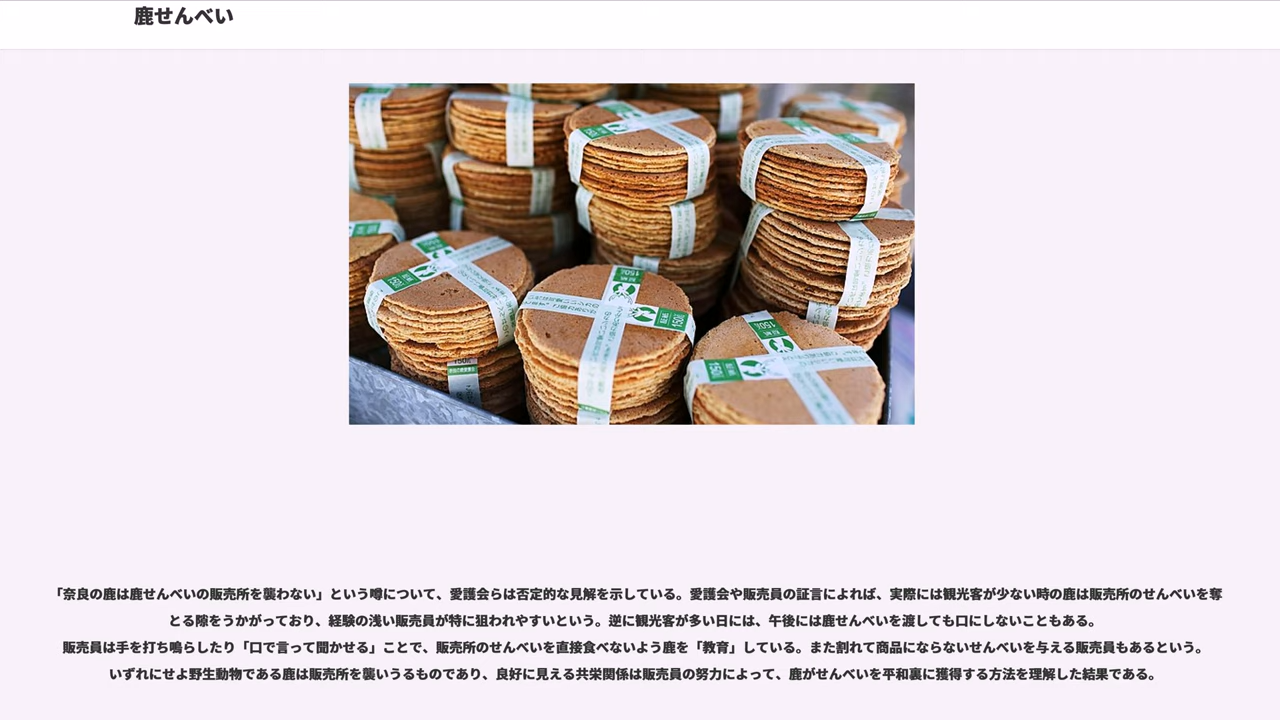 鹿せんべい
150
150
150
150
150
「奈良の鹿は鹿せんべいの販売所を襲わない」という噂について、愛護会らは否定的な見解を示している。愛護会や販売員の証言によれば、実際には観光客が少ない時の鹿は販売所のせんべいを奪
とる隙をうかがっており、経験の浅い販売員が特に狙われやすいという。逆に観光客が多い日には、午後には鹿せんべいを渡しても口にしないこともある。
販売員は手を打ち鳴らしたり「口で言って聞かせる」ことで、販売所のせんべいを直接食べないよう鹿を「教育」している。また割れて商品にならないせんべいを与える販売員もあるという。
いずれにせよ野生動物である鹿は販売所を襲いうるものであり、良好に見える共栄関係は販売員の努力によって、鹿がせんべいを平和裏に獲得する方法を理解した結果である。